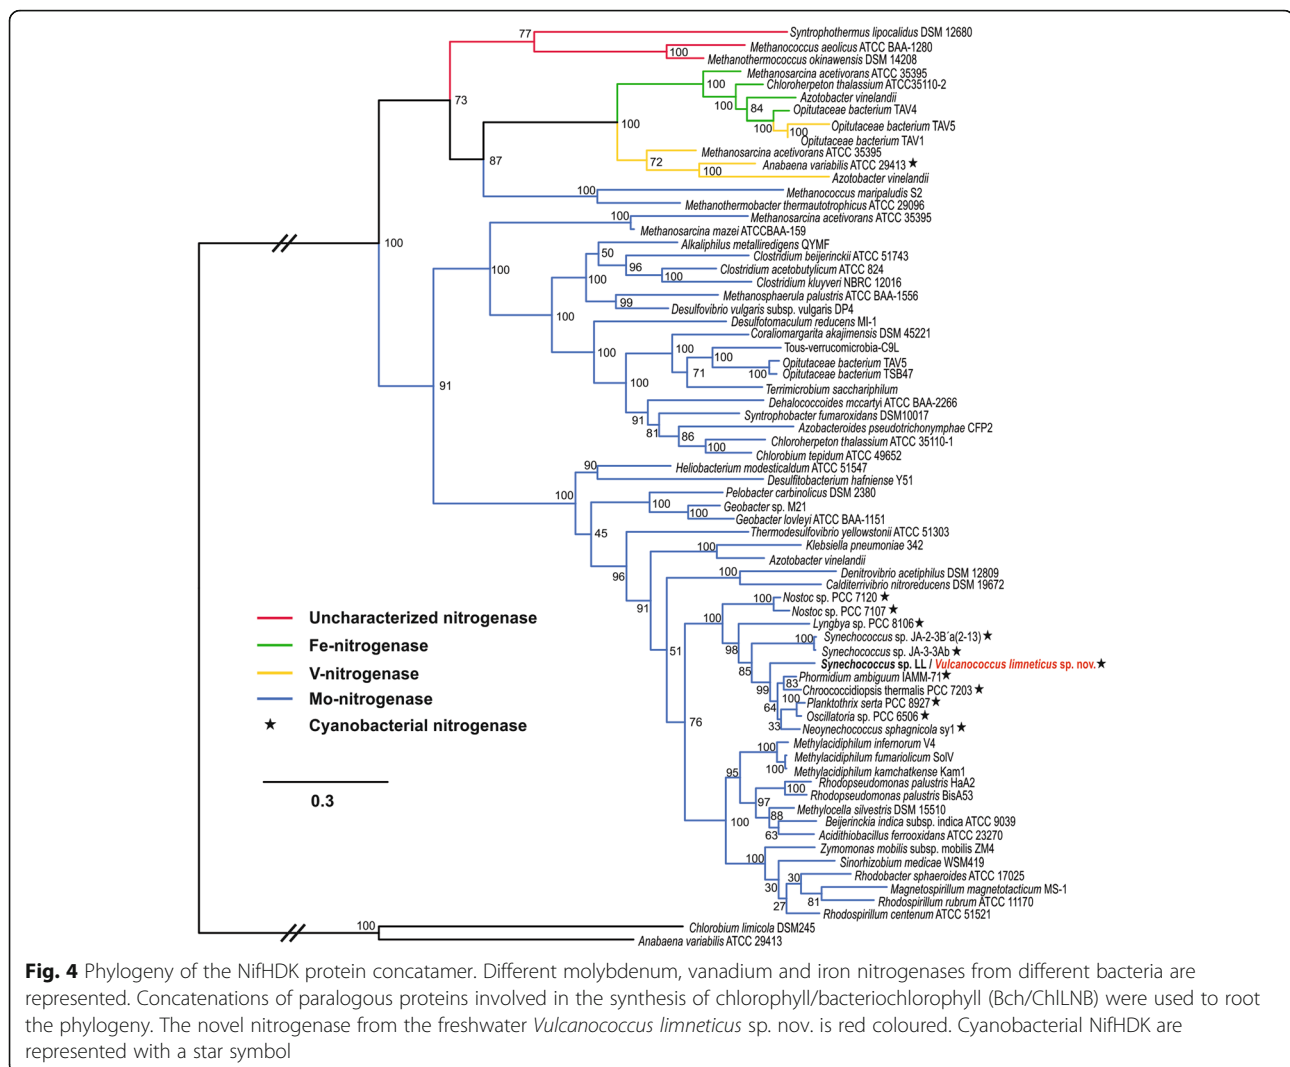 77
Syntrophothermus lipocalidus DSM 12680
Methanococcus aeolicus ATCC BAA-1280
100
Methanothermococcus okinawensis DSM 14208
73
Methanosarcina acetivorans ATCC 35395
100
Chloroherpeton thalassium ATCC35110-2
100
Azotobacter vinelandii
84
Opitutaceae bacterium TAV4
100
Opitutaceae bacterium TAV5
100
100
Opitutaceae bacterium TAV1
Methanosarcina acetivorans ATCC 35395
72
Anabaena variabilis ATCC 29413 ★
100
Azotobacter vinelandii
87
100
Methanococcus maripaludis S2
Methanothermobacter thermautotrophicus ATCC 29096
100
Methanosarcina acetivorans ATCC 35395
Methanosarcina mazei ATCCBAA-159
100
Alkaliphilus metalliredigens QYMF
50
Clostridium beijerinckii ATCC 51743
96
Clostridium acetobutylicum ATCC 824
100
100
Clostridium kluyveri NBRC 12016
100
Methanosphaerula palustris ATCC BAA-1556
99
Desulfovibrio vulgaris subsp. vulgaris DP4
100
Desulfotomaculum reducens MI-1
Coraliomargarita akajimensis DSM 45221
100
100
Tous-verrucomicrobia-C9L
100
Opitutaceae bacterium TAV5
71
100
Opitutaceae bacterium TSB47
100
Terrimicrobium sacchariphilum
91
Dehalococcoides mccartyi ATCC BAA-2266
91
Syntrophobacter fumaroxidans DSM10017
81
Azobacteroides pseudotrichonymphae CFP2
86
Chloroherpeton thalassium ATCC 35110-1
100
Chlorobium tepidum ATCC 49652
90
Heliobacterium modesticaldum ATCC 51547
Desulfitobacterium hafniense Y51
100
Pelobacter carbinolicus DSM 2380
100
Geobacter sp. M21
100
Geobacter lovleyi ATCC BAA-1151
45
Thermodesulfovibrio yellowstonii ATCC 51303
100
Klebsiella pneumoniae 342
Azotobacter vinelandii
96
100
Denitrovibrio acetiphilus DSM 12809
Calditerrivibrio nitroreducens DSM 19672
91
100
Nostoc sp. PCC 7120 ★
Nostoc sp. PCC 7107 ★
100
Lyngbya sp. PCC 8106 ★
100
Synechococcus sp. JA-2-3B´a(2-13) ★
98
51
Synechococcus sp. JA-3-3Ab ★
85
Synechococcus sp. LL / Vulcanococcus limneticus sp. nov. ★
Phormidium ambiguum IAMM-71 ★
83
99
Chroococcidiopsis thermalis PCC 7203 ★
100
Planktothrix serta PCC 8927 ★
64
Oscillatoria sp. PCC 6506 ★
76
33
Neoynechococcus sphagnicola sy1 ★
100
Methylacidiphilum infernorum V4
Methylacidiphilum fumariolicum SolV
100
Methylacidiphilum kamchatkense Kam1
95
Rhodopseudomonas palustris HaA2
100
Rhodopseudomonas palustris BisA53
97
Methylocella silvestris DSM 15510
88
Beijerinckia indica subsp. indica ATCC 9039
100
63
Acidithiobacillus ferrooxidans ATCC 23270
Zymomonas mobilis subsp. mobilis ZM4
100
Sinorhizobium medicae WSM419
Rhodobacter sphaeroides ATCC 17025
30
30
Magnetospirillum magnetotacticum MS-1
81
Rhodospirillum rubrum ATCC 11170
27
Rhodospirillum centenum ATCC 51521
100
Chlorobium limicola DSM245
Anabaena variabilis ATCC 29413
Uncharacterized nitrogenase
Fe-nitrogenase
V-nitrogenase
Mo-nitrogenase
★ Cyanobacterial nitrogenase
0.3
Fig. 4 Phylogeny of the NifHDK protein concatamer. Different molybdenum, vanadium and iron nitrogenases from different bacteria are
represented. Concatenations of paralogous proteins involved in the synthesis of chlorophyll/bacteriochlorophyll (Bch/ChlLNB) were used to root
the phylogeny. The novel nitrogenase from the freshwater Vulcanococcus limneticus sp. nov. is red coloured. Cyanobacterial NifHDK are
represented with a star symbol